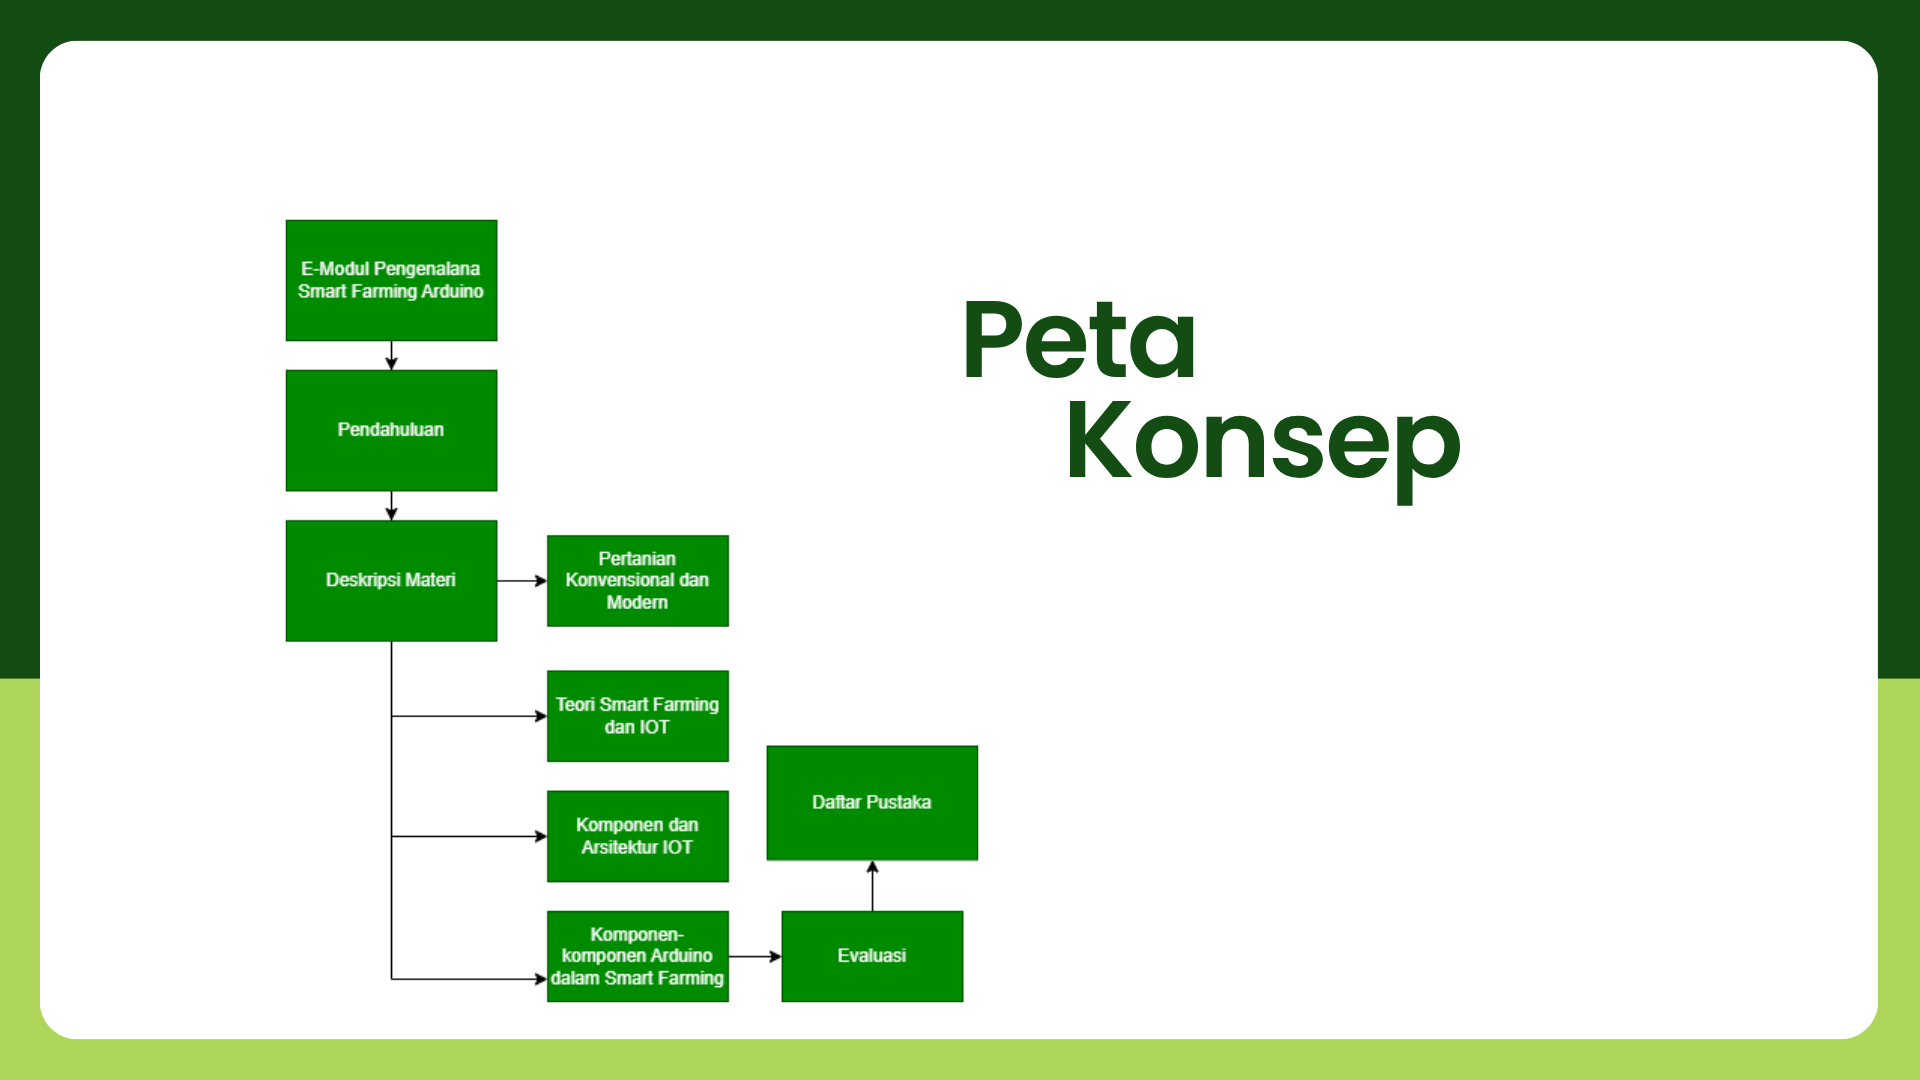 Peta
Konsep
E-Modul Pengenalana
Smart Farming Arduino
Pendahuluan
Deskripsi Materi
Pertanian
Konvensional dan
Modern
Teori Smart Farming
dan IOT
Komponen dan
Arsitektur IOT
Komponen-
komponen Arduino
dalam Smart Farming
Evaluasi
Daftar Pustaka